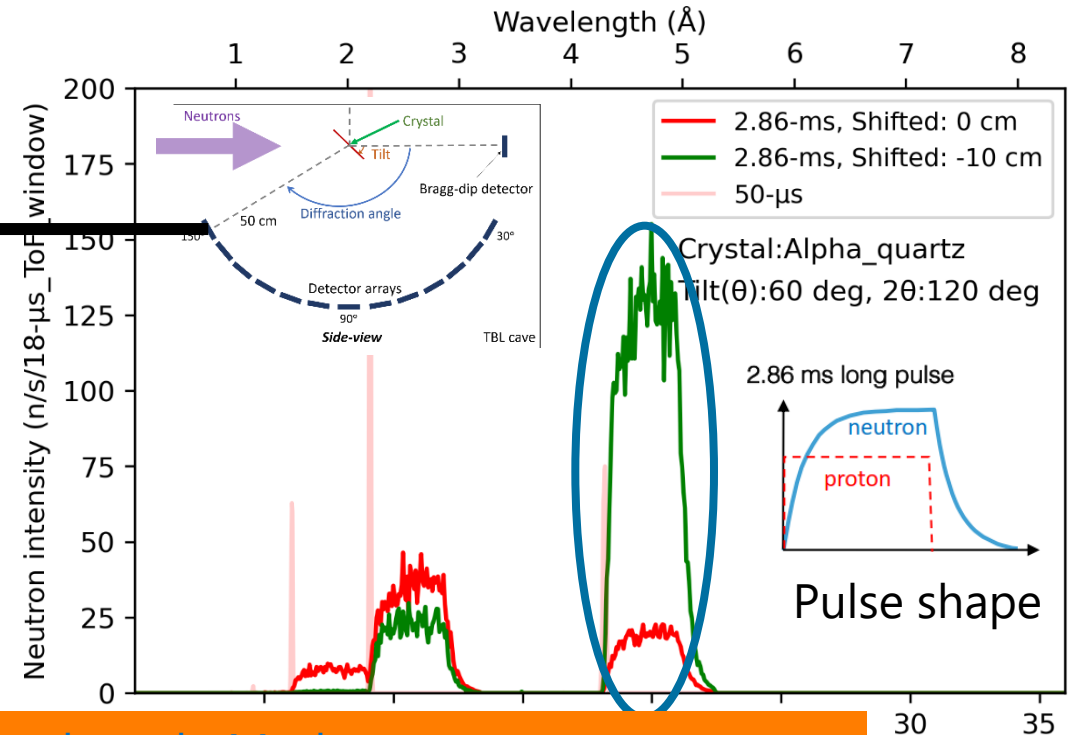 Wavelength (Å)
1 2 3 4 5 6 7 8
Neutron intensity (n/s/18-µs_ToF_window)
200
175
150
125
100
75
50
25
0
30 35
2.86-ms, Shifted: 0 cm
2.86-ms, Shifted: -10 cm
50-µs
Crystal:Alpha_quartz
Tilt(θ):60 deg, 2θ:120 deg
Neutrons
Crystal
Tilt
Bragg-dip detector
Diffraction angle
50 cm
150°
30°
Detector arrays
90°
Side-view
TBL cave
2.86 ms long pulse
neutron
proton
Pulse shape